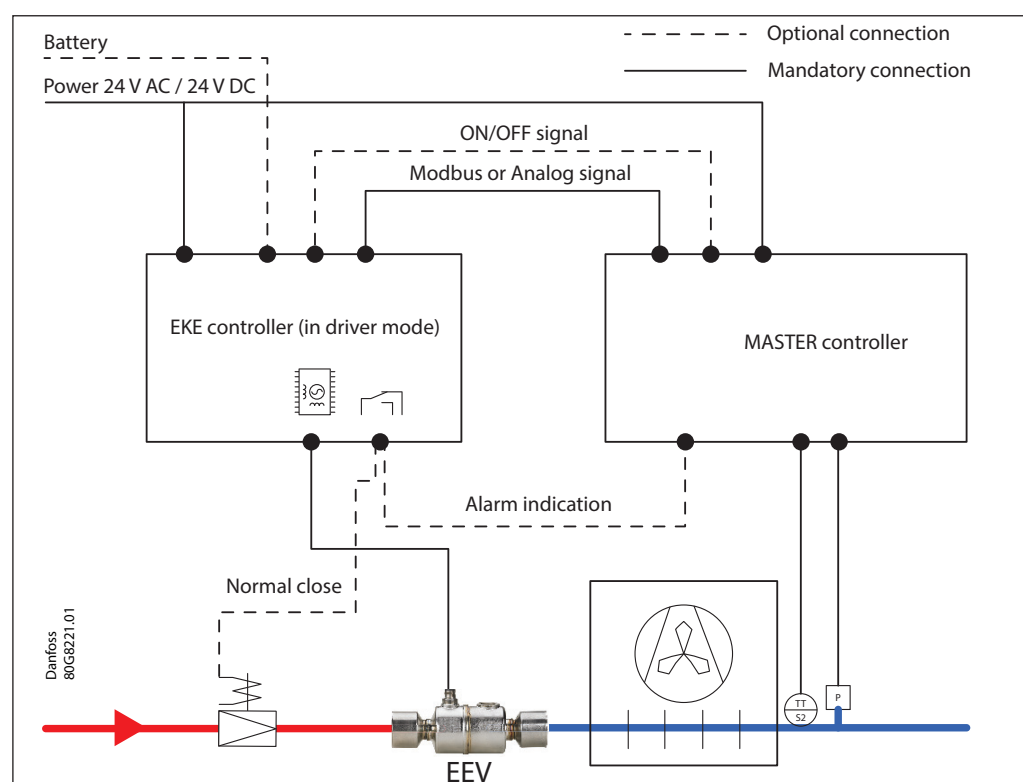 Battery
Optional connection
Power 24 V AC / 24 V DC
Mandatory connection
ON/OFF signal
Modbus or Analog signal
EKE controller (in driver mode)
MASTER controller
Alarm indication
Normal close
Danfoss
80G8221.01
TT
S2
P
EEV